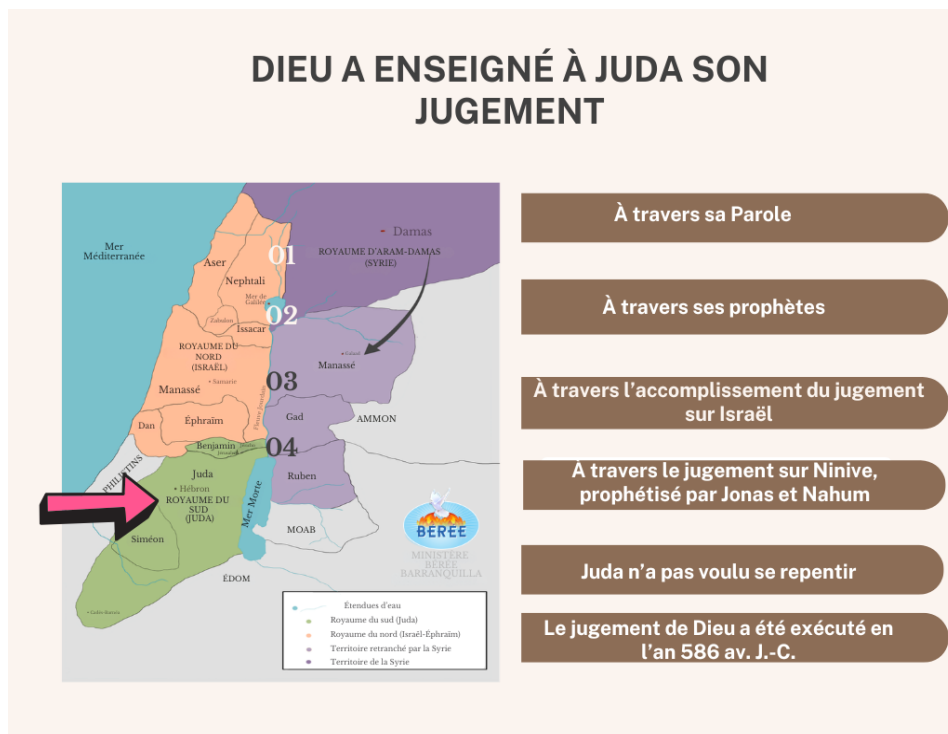 DIEU A ENSEIGNÉ À JUDA SON
JUGEMENT
Mer
Méditerranée
Damas
ROYAUME D'ARAM-DAMAS
(SYRIE)
01
Aser
Nephtali
Mer de
Galilée
02
Zabulon
Issacar
ROYAUME DU
NORD
(ISRAËL)
Manassé
Samarie
03
Manassé
Fleuve Jourdain
Dan
Éphraïm
Gad
AMMON
Benjamin
04
PHILISTINS
Juda
Hébron
ROYAUME DU
SUD
(JUDA)
Mer Morte
Ruben
Siméon
MOAB
ÉDOM
BEREE
MINISTÈRE
BÉRÉE
BARRANQUILLA
Étendues d'eau
Royaume du sud (Juda)
Royaume du nord (Israël-Éphraïm)
Territoire retranché par la Syrie
Territoire de la Syrie
À travers sa Parole
À travers ses prophètes
À travers l'accomplissement du jugement
sur Israël
À travers le jugement sur Ninive,
prophétisé par Jonas et Nahum
Juda n'a pas voulu se repentir
Le jugement de Dieu a été exécuté en
l'an 586 av. J.-C.